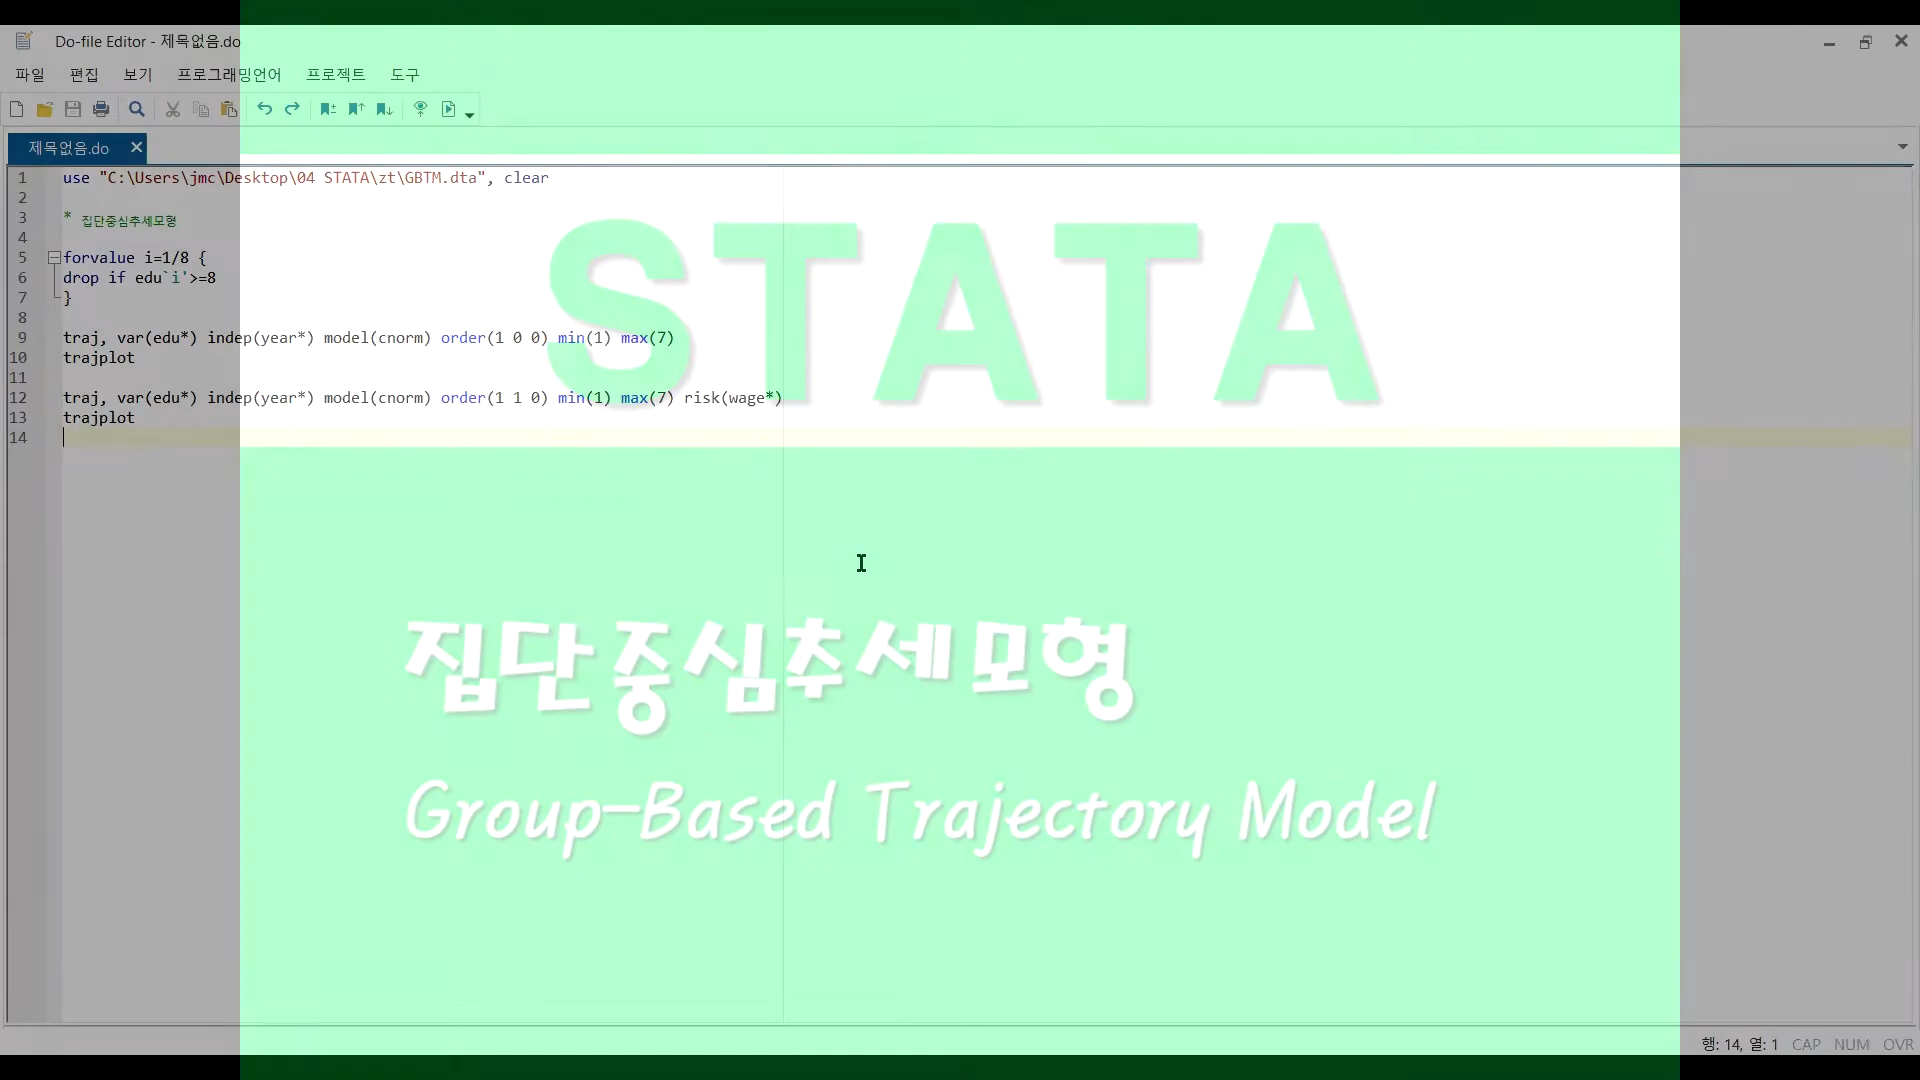 Do-file Editor - 제목없음.do
파일 편집 보기 프로그래밍언어 프로젝트 도구
제목없음.do
1 use "C:\Users\jmc\Desktop\04 STATA\zt\GBTM.dta", clear
2
3 * 집단중심추세모형
4
5 forvalue i=1/8 {
6 drop if edu`i'>=8
7 }
8
9 traj, var(edu*) indep(year*) model(cnorm) order(1 0 0) min(1) max(7)
10 trajplot
11
12 traj, var(edu*) indep(year*) model(cnorm) order(1 1 0) min(1) max(7) risk(wage*)
13 trajplot
14
STATA
집단중심추세모형
Group-Based Trajectory Model
행: 14, 열: 1 CAP NUM OVR